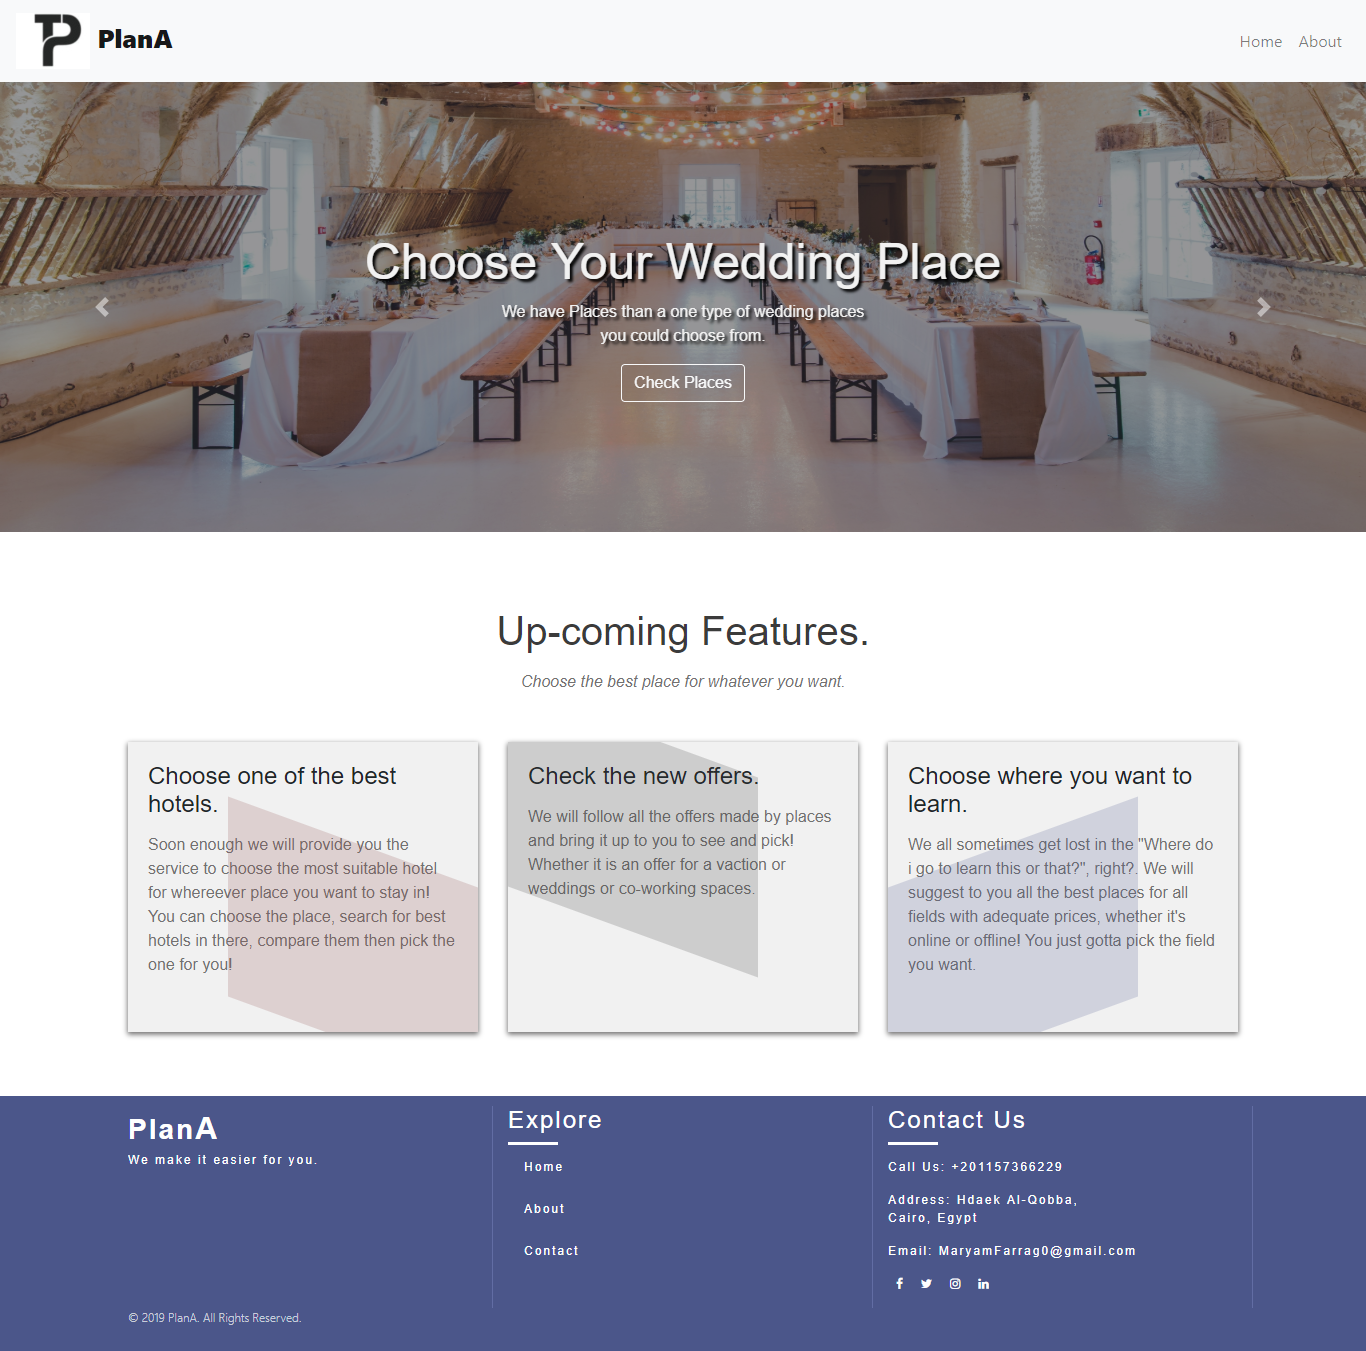 PlanA
Home
About
Choose Your Wedding Place
We have Places than a one type of wedding places
you could choose from.
Check Places
Up-coming Features.
Choose the best place for whatever you want.
Choose one of the best
hotels.
Soon enough we will provide you the
service to choose the most suitable hotel
for whereever place you want to stay in!
You can choose the place, search for best
hotels in there, compare them then pick the
one for you!
Check the new offers.
We will follow all the offers made by places
and bring it up to you to see and pick!
Whether it is an offer for a vaction or
weddings or co-working spaces.
Choose where you want to
learn.
We all sometimes get lost in the "Where do
i go to learn this or that?", right?. We will
suggest to you all the best places for all
fields with adequate prices, whether it's
online or offline! You just gotta pick the field
you want.
PlanA
We make it easier for you.
Explore
Home
About
Contact
Contact Us
Call Us: +201157366229
Address: Hdaek Al-Qobba,
Cairo, Egypt
Email: MaryamFarrag0@gmail.com
© 2019 PlanA. All Rights Reserved.